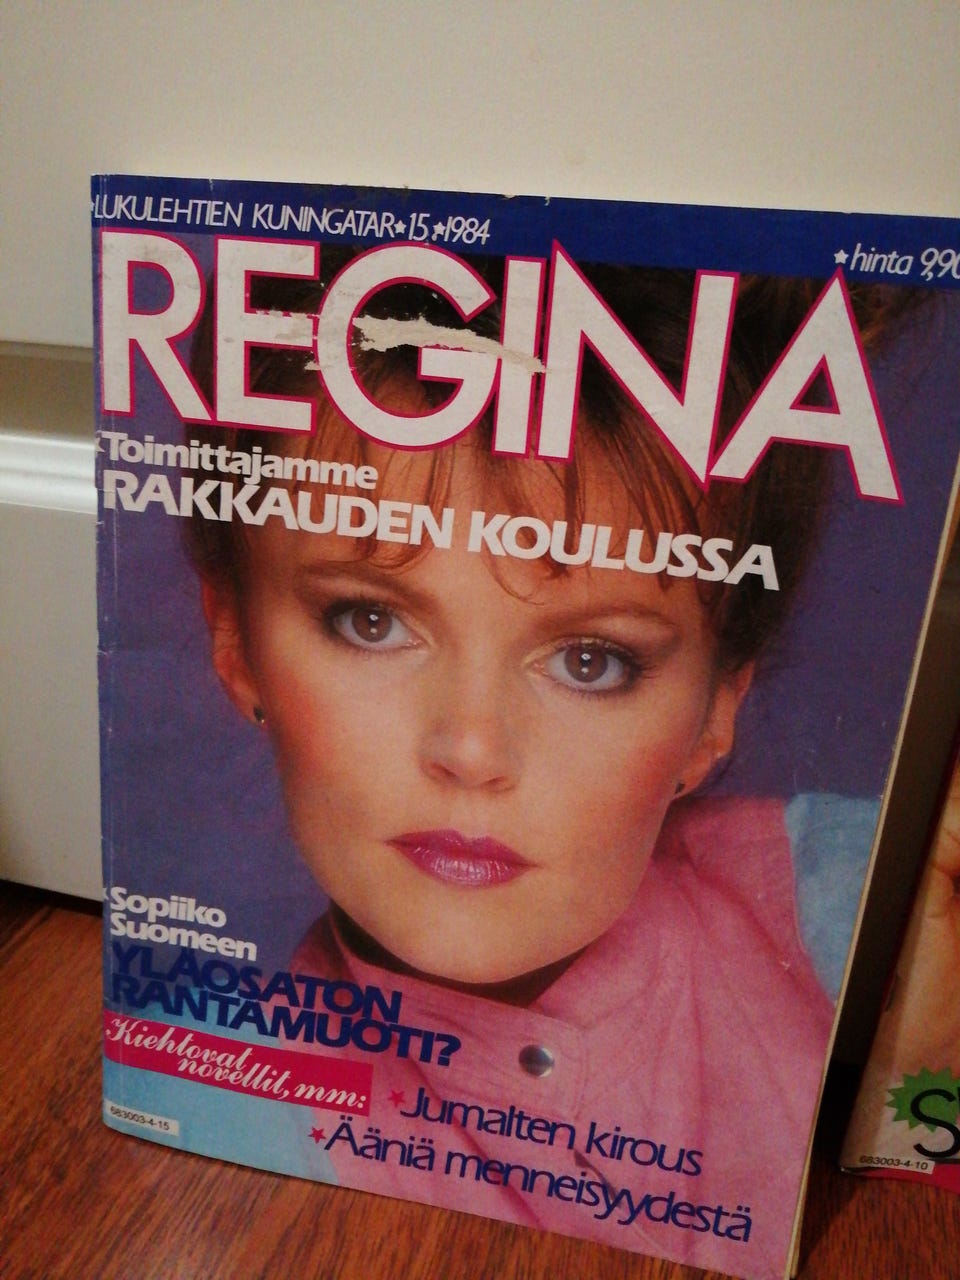 LUKULEHTIEN KUNINGATAR★15★1984
★hinta 9,90
REGINA
Toimittajamme
RAKKAUDEN KOULUSSA
Sopiiko
Suomeen
YLÄOSATON
RANTAMUOTI?
Kiehtovat
novellit, mm:
★Jumalten kirous
★Ääniä menneisyydestä
683003-4-15
683003-4-10